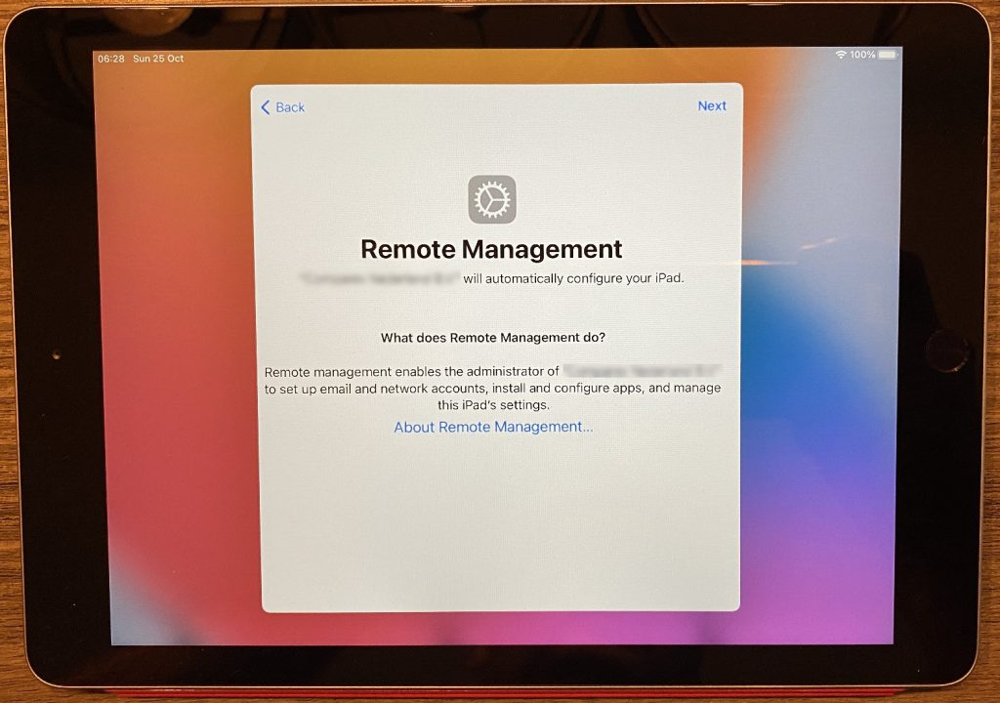 06:28 Sun 25 Oct
100%
Back
Next
Remote Management
will automatically configure your iPad.
What does Remote Management do?
Remote management enables the administrator of
to set up email and network accounts, install and configure apps, and manage
this iPad's settings.
About Remote Management...